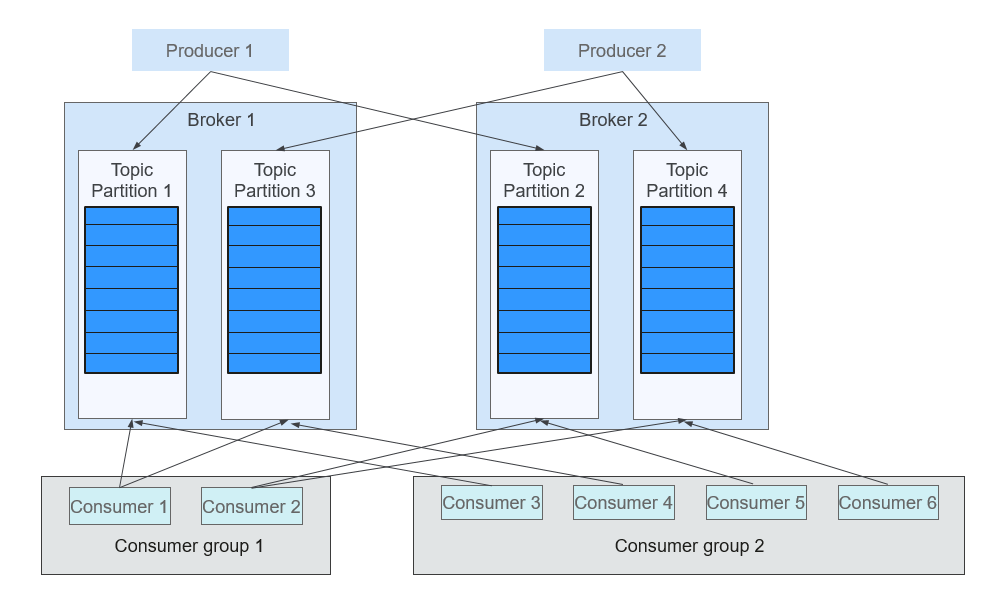 Producer 1
Producer 2
Broker 1
Broker 2
Topic
Partition 1
Topic
Partition 3
Topic
Partition 2
Topic
Partition 4
Consumer 1
Consumer 2
Consumer group 1
Consumer 3
Consumer 4
Consumer 5
Consumer 6
Consumer group 2